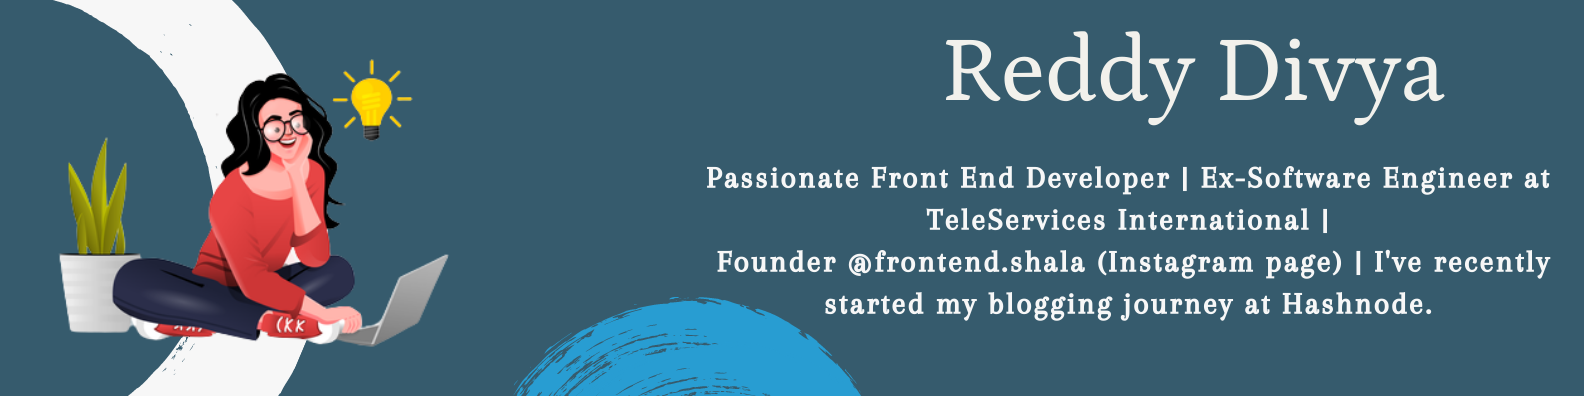 Reddy Divya
Passionate Front End Developer | Ex-Software Engineer at
TeleServices International |
Founder @frontend.shala (Instagram page) | I've recently
started my blogging journey at Hashnode.
(KK